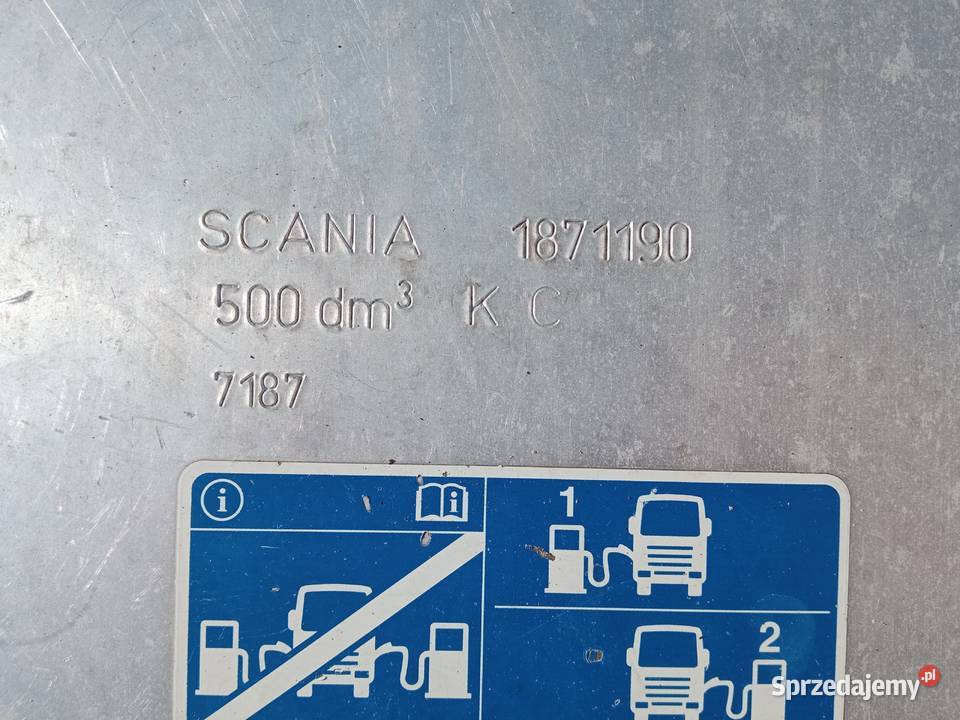 SCANIA 1871190
500 dm³ K C
7187
i
i
1
2
Sprzedajemy.pl